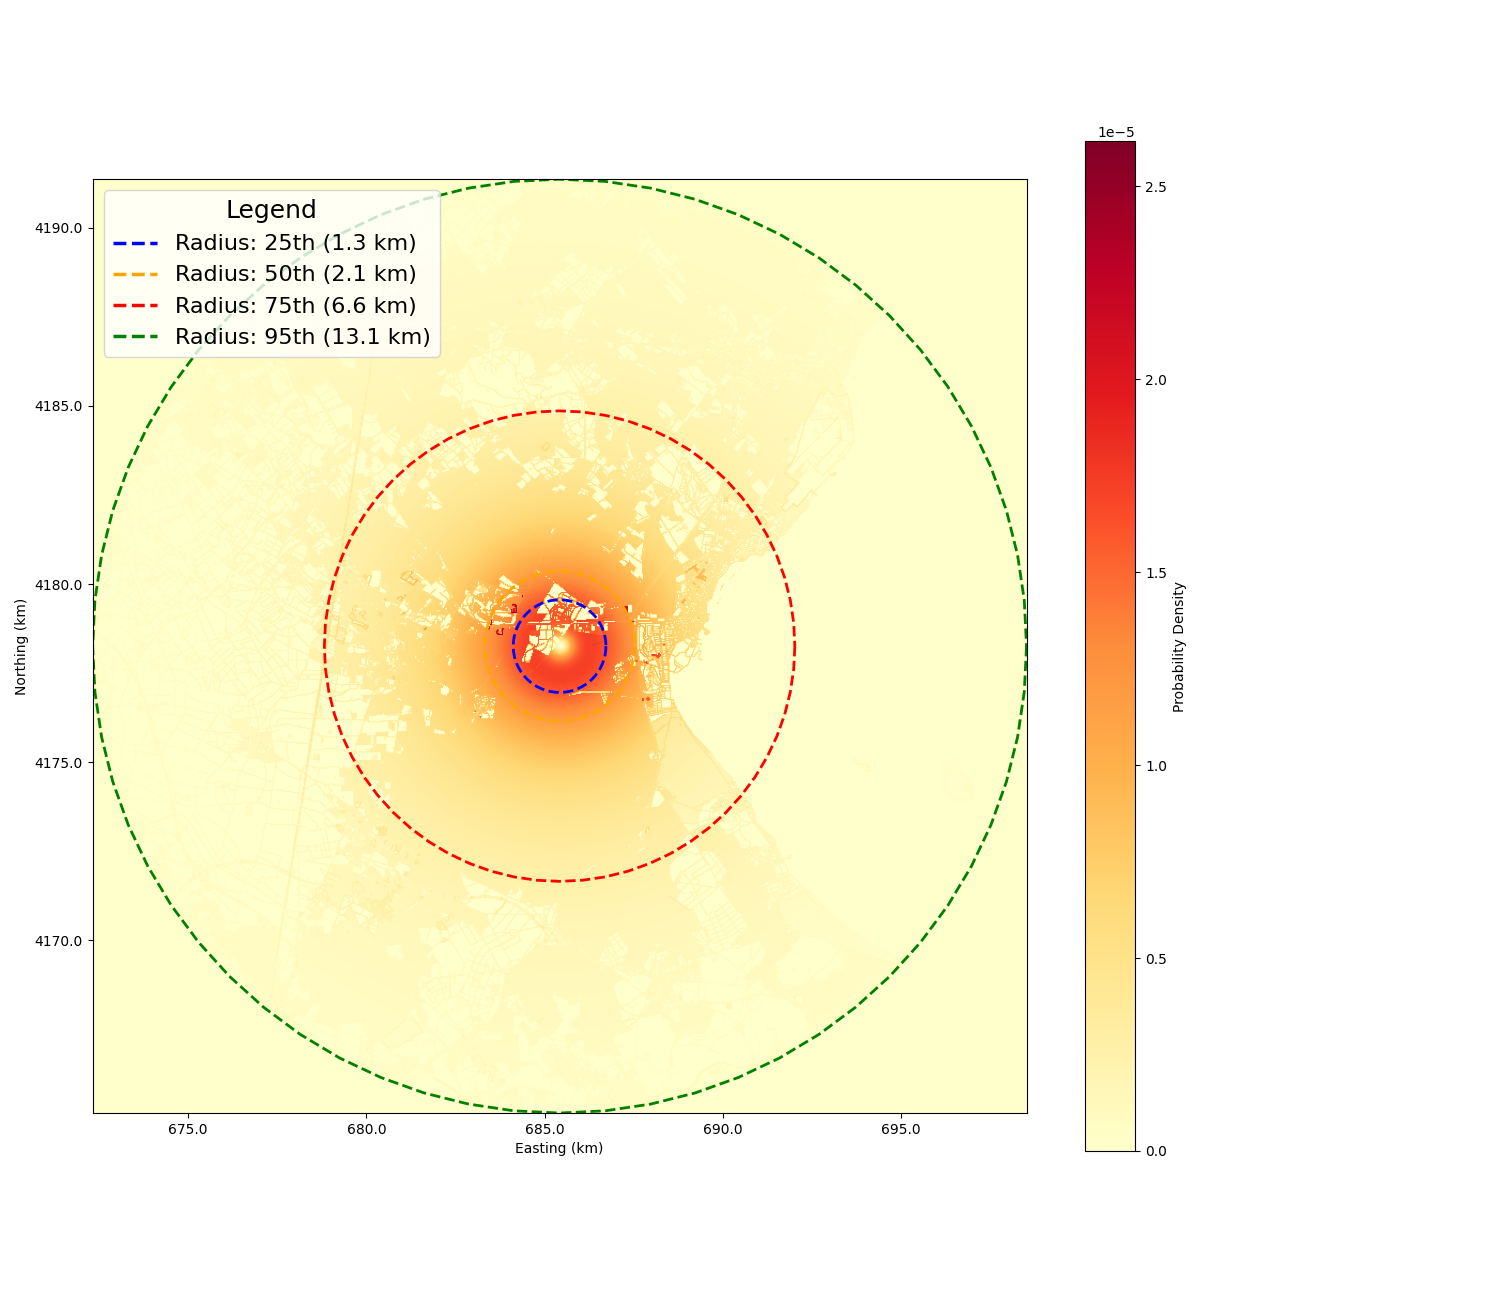 1e−5
Legend
Radius: 25th (1.3 km)
Radius: 50th (2.1 km)
Radius: 75th (6.6 km)
Radius: 95th (13.1 km)
4190.0
4185.0
4180.0
4175.0
4170.0
Northing (km)
675.0 680.0 685.0 690.0 695.0
Easting (km)
2.5
2.0
1.5
1.0
0.5
0.0
Probability Density